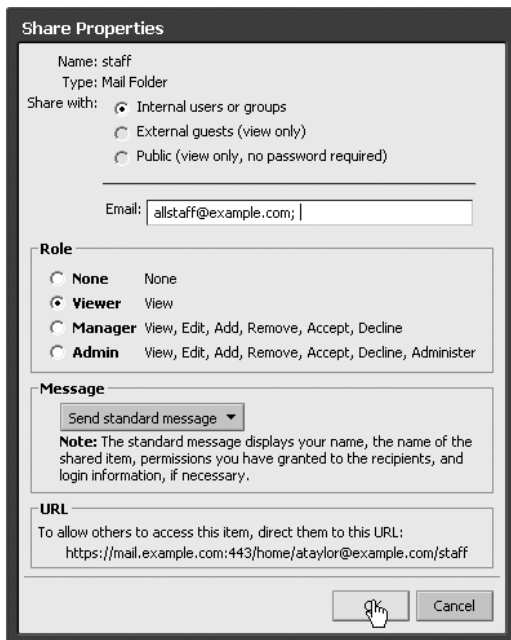 Share Properties
Name: staff
Type: Mail Folder
Share with: Internal users or groups
External guests (view only)
Public (view only, no password required)
Email: allstaff@example.com;
Role
None None
Viewer View
Manager View, Edit, Add, Remove, Accept, Decline
Admin View, Edit, Add, Remove, Accept, Decline, Administer
Message
Send standard message
Note: The standard message displays your name, the name of the
shared item, permissions you have granted to the recipients, and
login information, if necessary.
URL
To allow others to access this item, direct them to this URL:
https://mail.example.com:443/home/ataylor@example.com/staff
OK Cancel